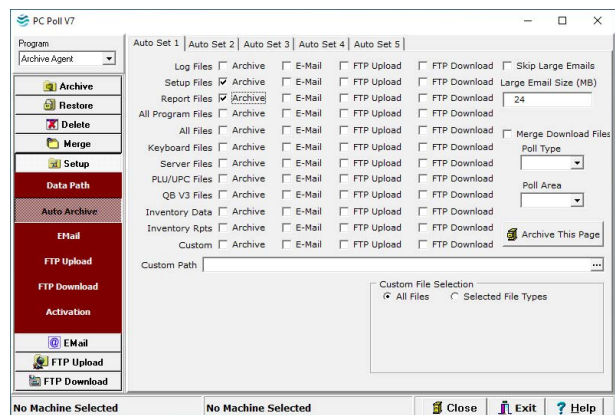 PC Poll V7
Program
Archive Agent
Archive
Restore
Delete
Merge
Setup
Data Path
Auto Archive
EMail
FTP Upload
FTP Download
Activation
EMail
FTP Upload
FTP Download
Auto Set 1 Auto Set 2 Auto Set 3 Auto Set 4 Auto Set 5
Log Files Archive E-Mail FTP Upload FTP Download
Setup Files Archive E-Mail FTP Upload FTP Download
Report Files Archive E-Mail FTP Upload FTP Download
All Program Files Archive E-Mail FTP Upload FTP Download
All Files Archive E-Mail FTP Upload FTP Download
Keyboard Files Archive E-Mail FTP Upload FTP Download
Server Files Archive E-Mail FTP Upload FTP Download
PLU/UPC Files Archive E-Mail FTP Upload FTP Download
QB V3 Files Archive E-Mail FTP Upload FTP Download
Inventory Data Archive E-Mail FTP Upload FTP Download
Inventory Rpts Archive E-Mail FTP Upload FTP Download
Custom Archive E-Mail FTP Upload FTP Download
Skip Large Emails
Large Email Size (MB)
24
Merge Download Files
Poll Type
Poll Area
Archive This Page
Custom Path ...
Custom File Selection
All Files Selected File Types
No Machine Selected No Machine Selected Close Exit ? Help